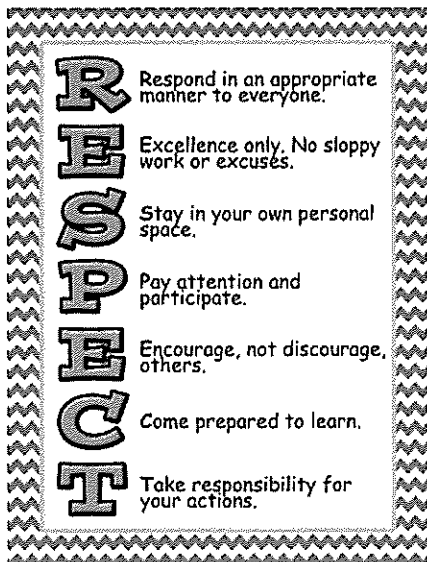 R Respond in an appropriate
manner to everyone.
E Excellence only. No sloppy
work or excuses.
S Stay in your own personal
space.
P Pay attention and
participate.
E Encourage, not discourage,
others.
C Come prepared to learn.
T Take responsibility for
your actions.